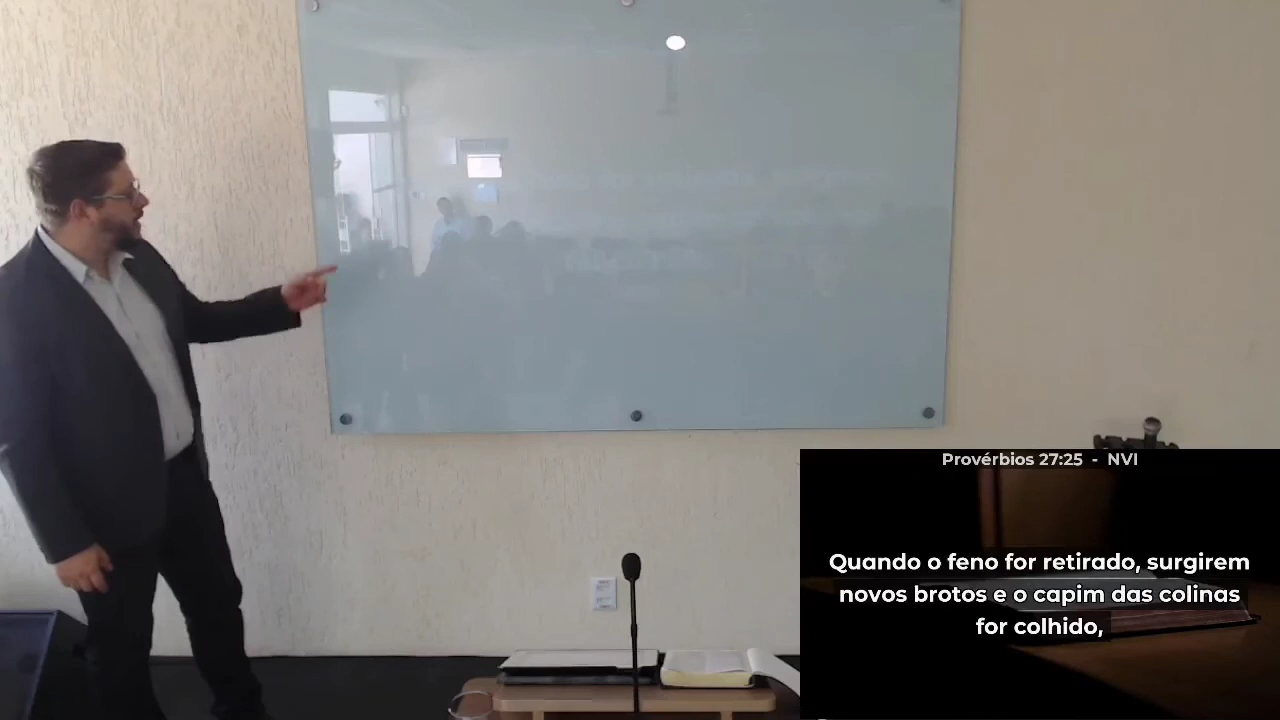 Provérbios 27:25 - NVI
Quando o feno for retirado, surgirem
novos brotos e o capim das colinas
for colhido,